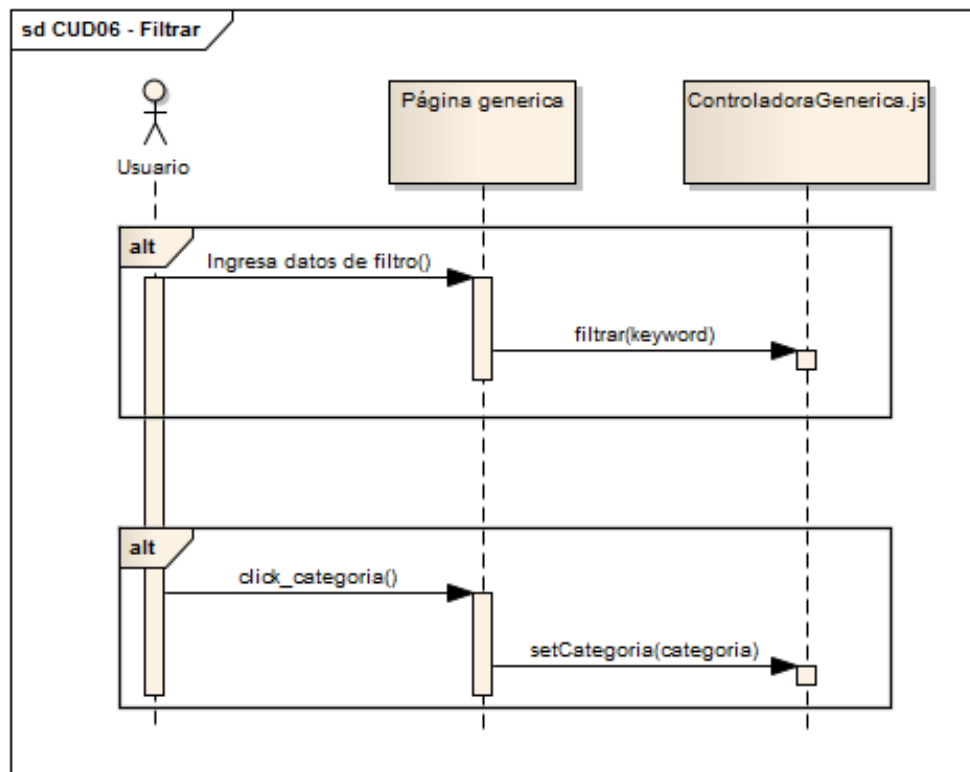 sd CUD06 - Filtrar
Usuario
Página generica
ControladoraGenerica.js
alt
Ingresa datos de filtro()
filtrar(keyword)
alt
click_categoria()
setCategoria(categoria)